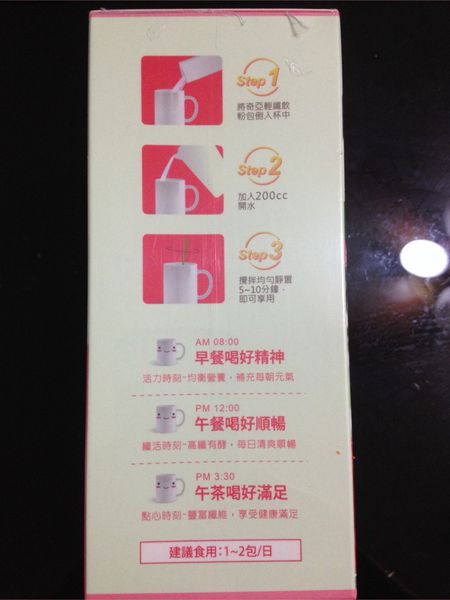 Step 1
將奇亞輕纖飲
粉包倒入杯中
Step 2
加入200cc
開水
Step 3
攪拌均勻靜置
5~10分鐘,
即可享用
AM 08:00
早餐喝好精神
活力時刻-均衡營養，補充每朝元氣
PM 12:00
午餐喝好順暢
纖活時刻-高纖有酵，每日清爽順暢
PM 3:30
午茶喝好滿足
點心時刻-豐富纖維，享受健康滿足
建議食用:1~2包/日